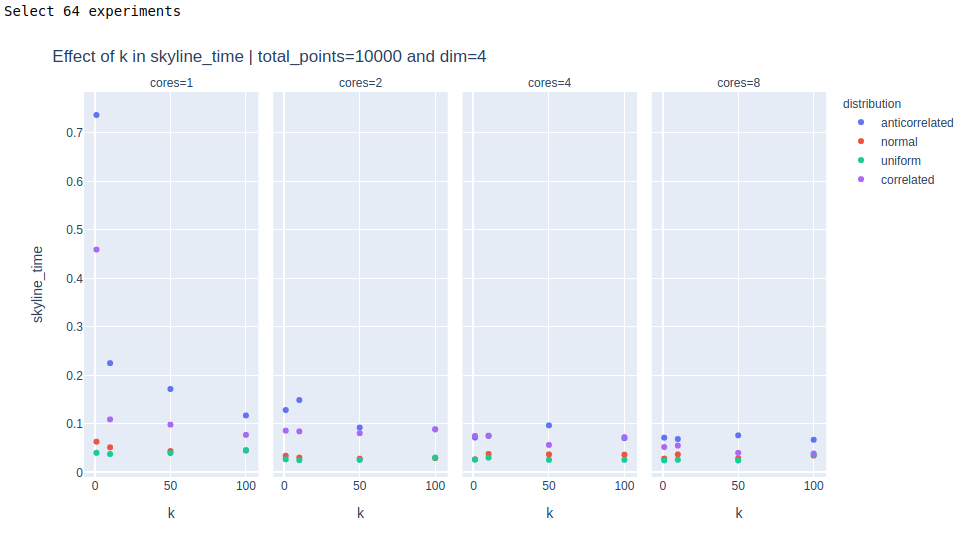 Select 64 experiments
Effect of k in skyline_time | total_points=10000 and dim=4
cores=1
cores=2
cores=4
cores=8
distribution
anticorrelated
normal
uniform
correlated
skyline_time
0.7
0.6
0.5
0.4
0.3
0.2
0.1
0
0 50 100
0 50 100
0 50 100
0 50 100
k
k
k
k